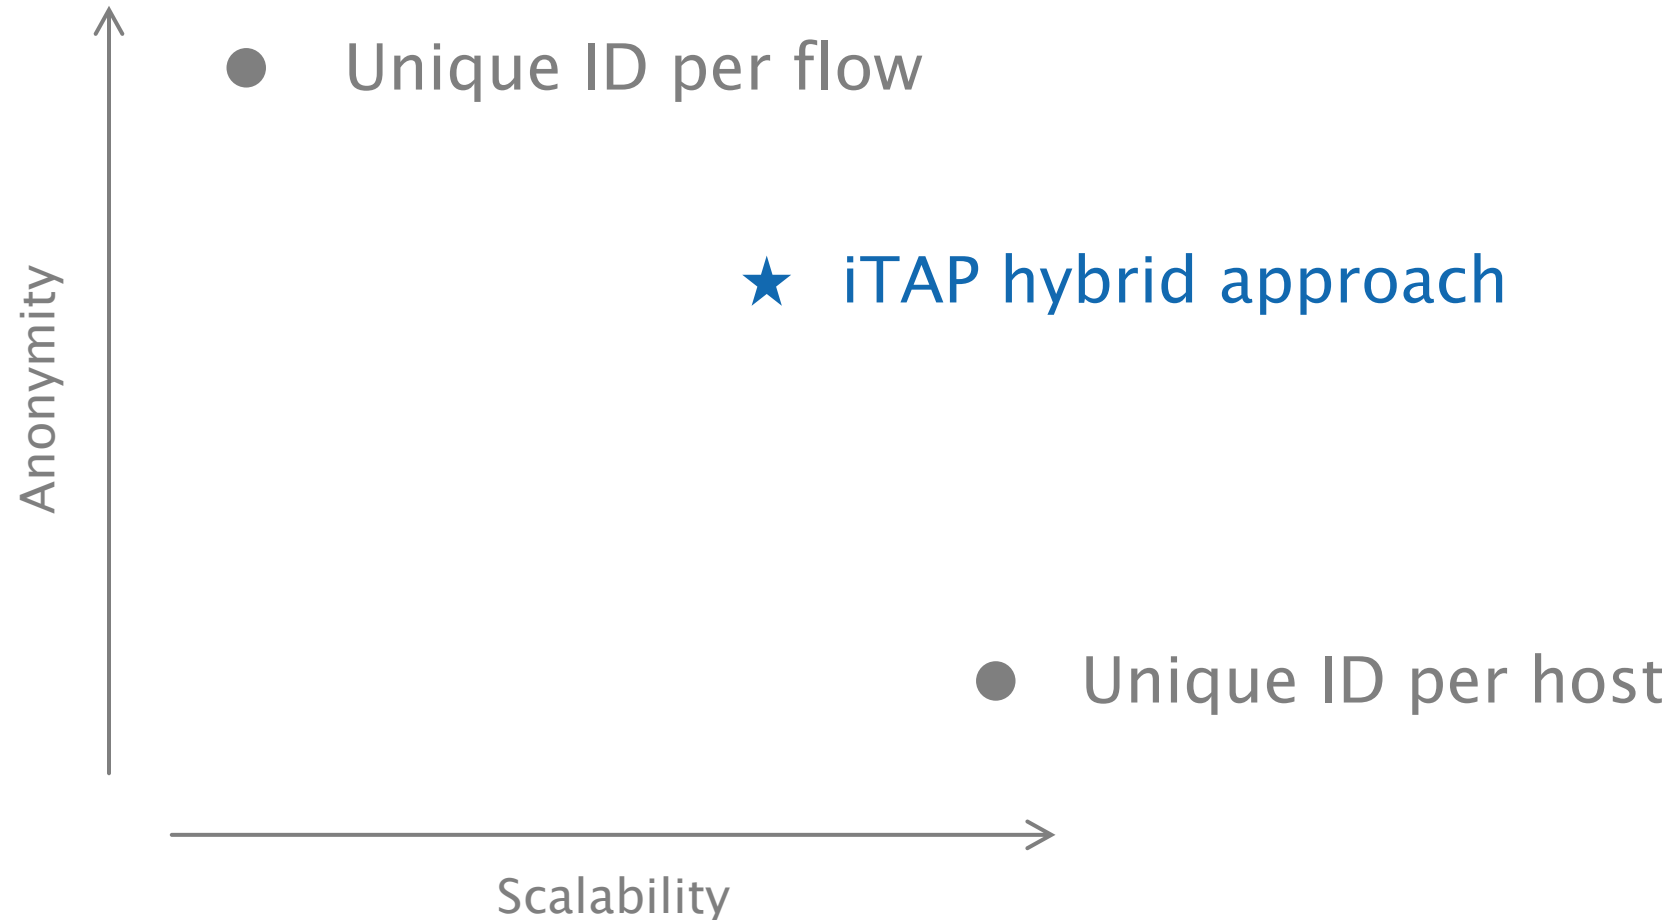 Unique ID per flow
iTAP hybrid approach
Anonymity
Unique ID per host
Scalability